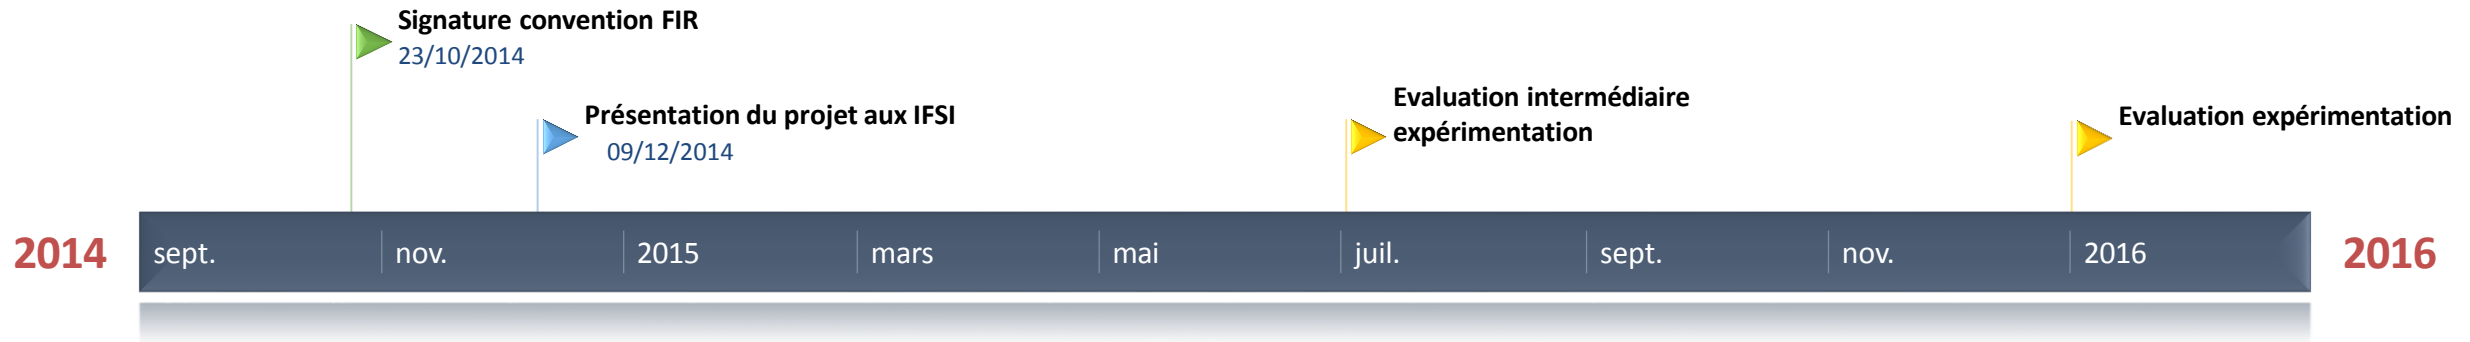 Signature convention FIR
23/10/2014
Présentation du projet aux IFSI
09/12/2014
Evaluation intermédiaire
expérimentation
Evaluation expérimentation
2014
sept.
nov.
2015
mars
mai
juil.
sept.
nov.
2016
2016